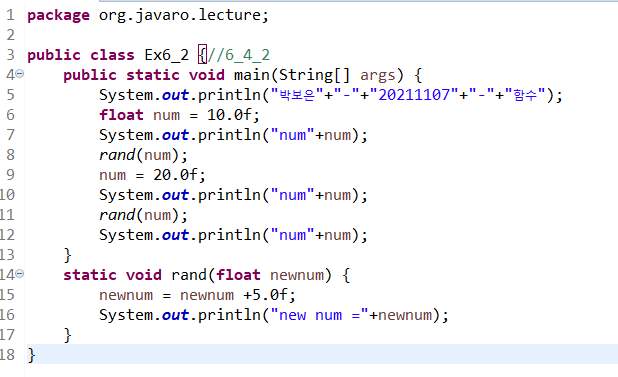 1 package org.javaro.lecture;
2
3 public class Ex6_2 {//6_4_2
4 public static void main(String[] args) {
5 System.out.println("박보은"+"-"+"20211107"+"-"+"함수");
6 float num = 10.0f;
7 System.out.println("num"+num);
8 rand(num);
9 num = 20.0f;
10 System.out.println("num"+num);
11 rand(num);
12 System.out.println("num"+num);
13 }
14 static void rand(float newnum) {
15 newnum = newnum +5.0f;
16 System.out.println("new num ="+newnum);
17 }
18 }